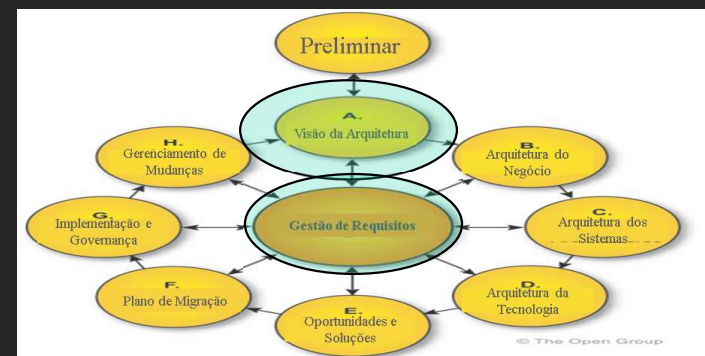 Preliminar
A.
Visão da Arquitetura
H.
Gerenciamento de
Mudanças
B.
Arquitetura do
Negócio
G.
Implementação e
Governança
Gestão de Requisitos
C.
Arquitetura dos
Sistemas
F.
Plano de Migração
D.
Arquitetura da
Tecnologia
E.
Oportunidades e
Soluções
© The Open Group